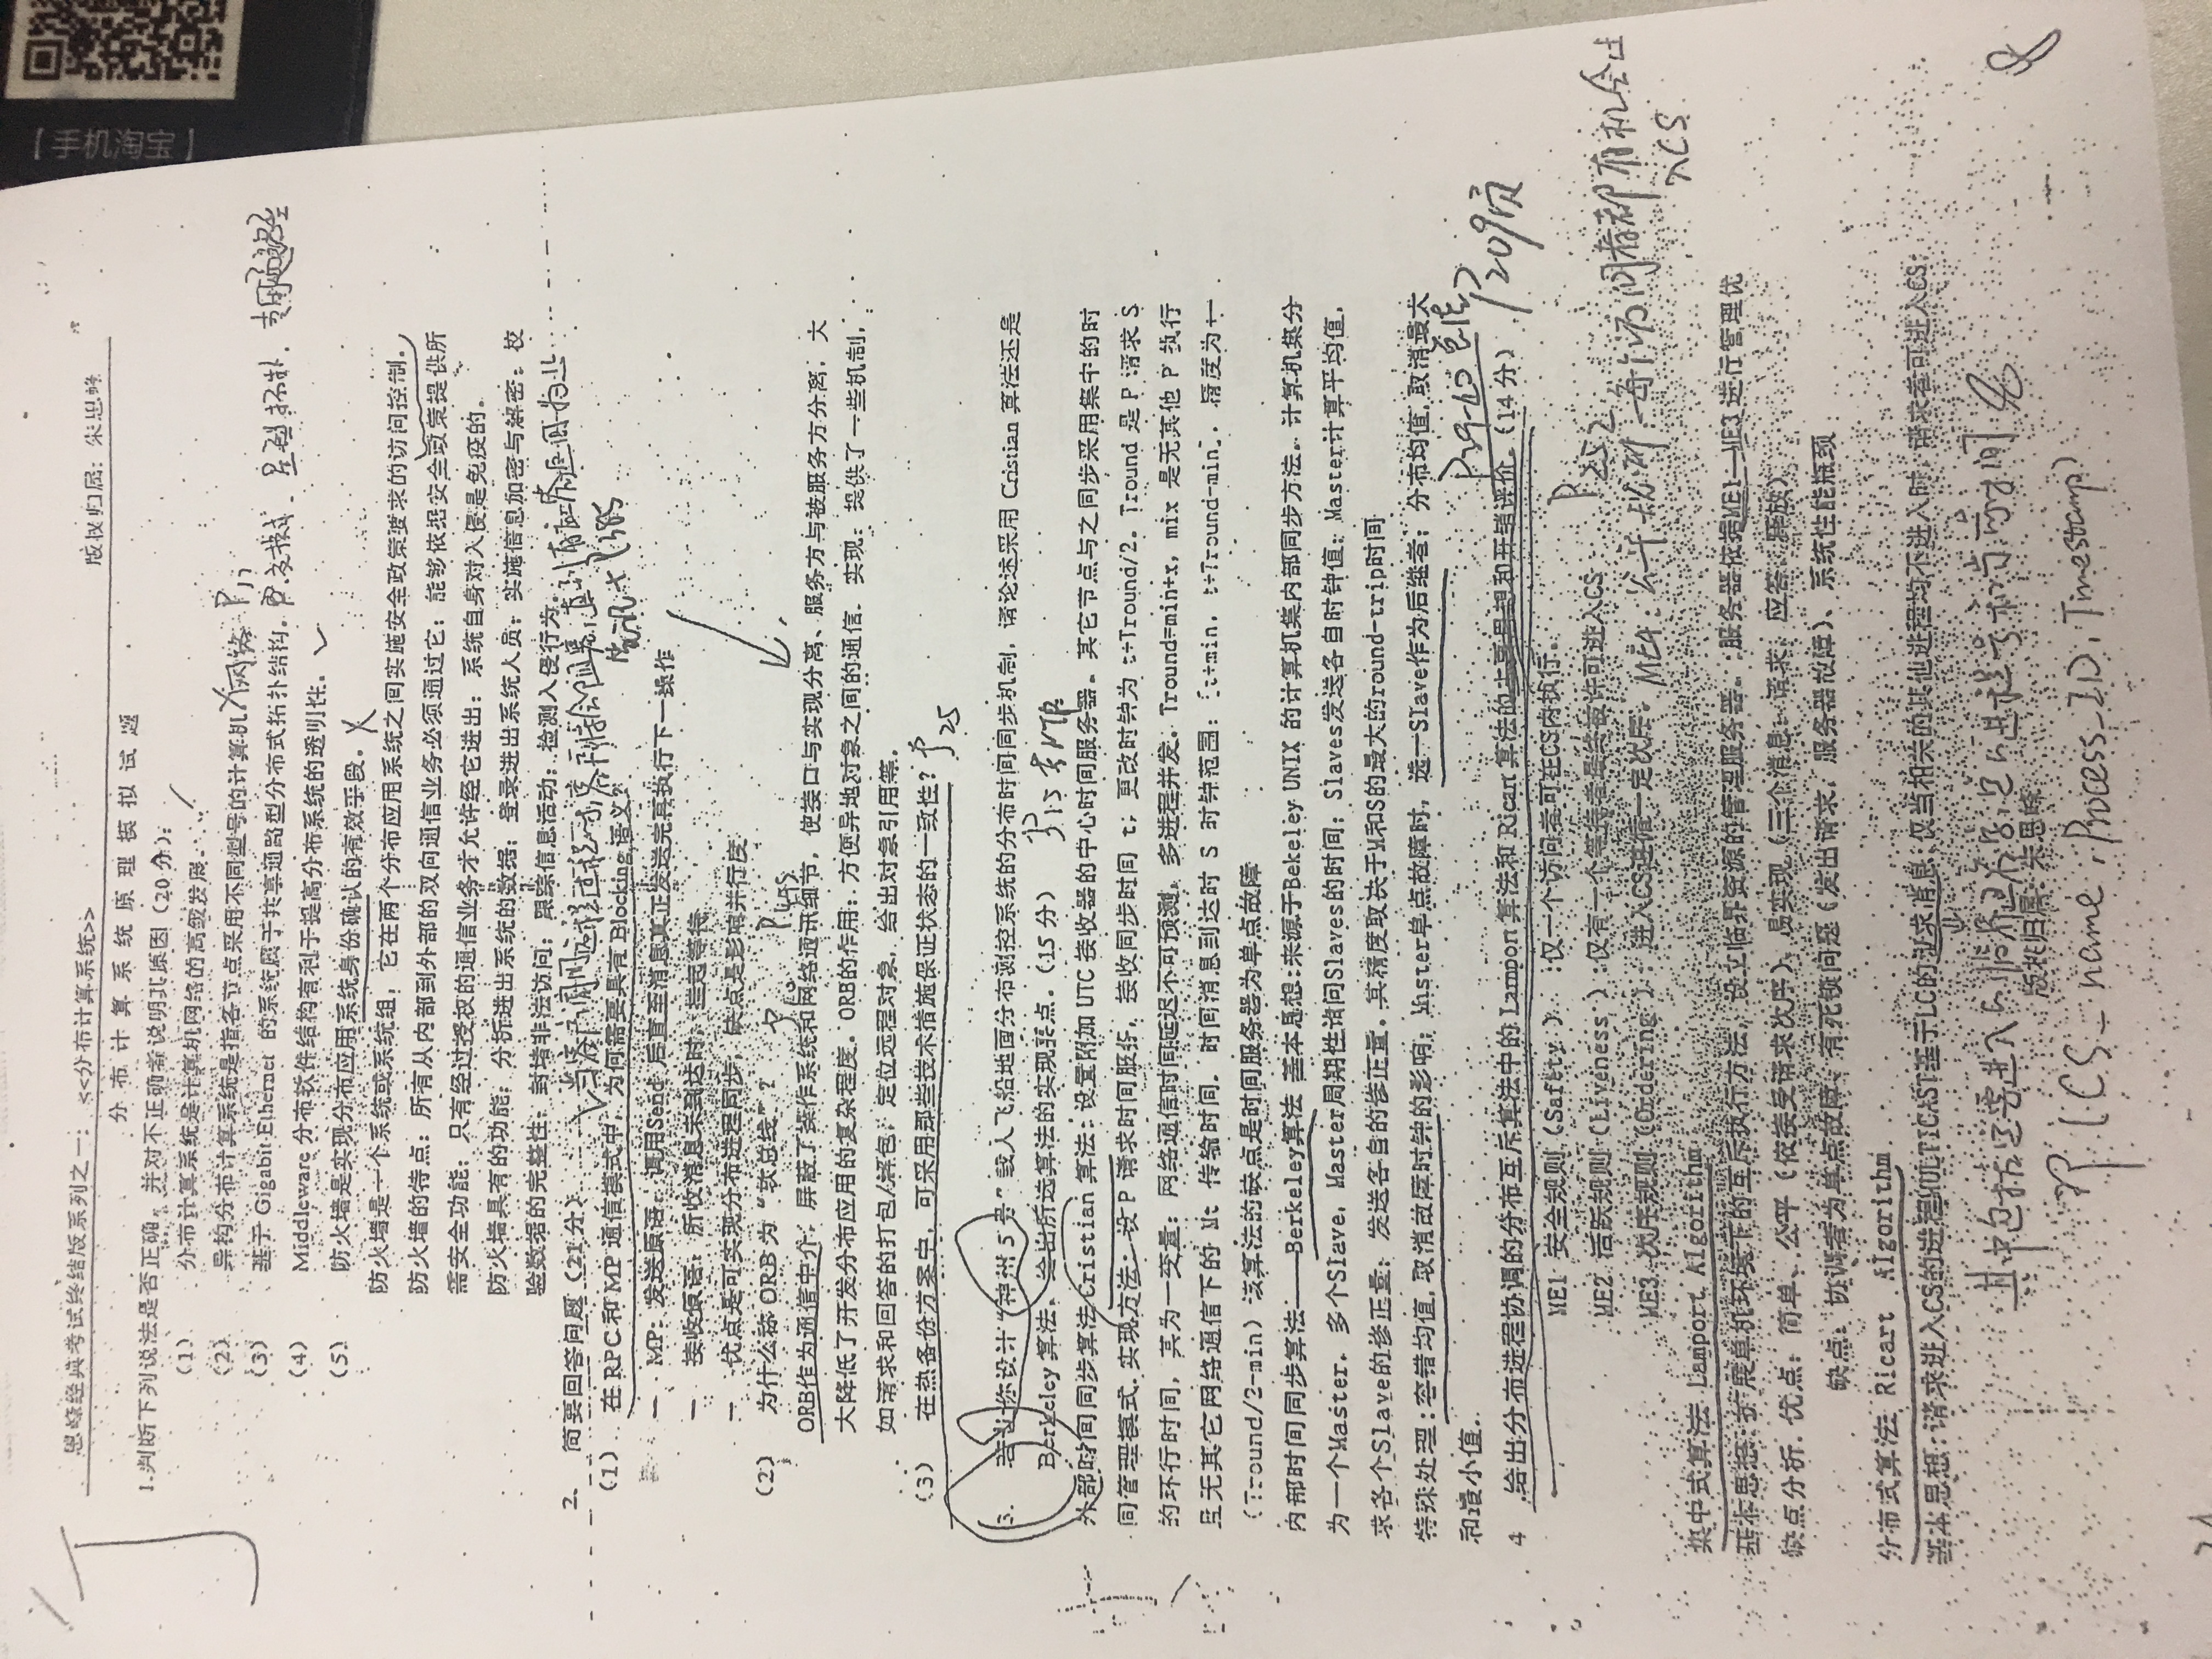 思峰经典考试终结版系列之一： <<分布计算系统>> 版权归属：朱思峰
分布计算系统原理模拟试题
1.判断下列说法是否正确，并对不正确者说明其原因（20分）：
（1） 分布计算系统是计算机网络的高级发展。 ✓
（2） 异构分布计算系统是指各节点采用不同型号的计算机 X 网络 P17
（3） 基于 Gigabit Ethernet 的系统属于共享通路型分布式拓扑结构。 星型拓扑. 专用通路型
（4） Middleware 分布软件结构有利于提高分布系统的透明性。 ✓
（5） 防火墙是实现分布应用系统身份确认的有效手段。 X
防火墙是一个系统或系统组，它在两个分布应用系统之间实施安全政策要求的访问控制。
防火墙的特点：所有从内部到外部的双向通信业务必须通过它；能够依据安全政策提供所
需安全功能；只有经过授权的通信业务才允许经它进出；系统自身对入侵是免疫的。
防火墙具有的功能：分析进出系统的数据；登录进出系统人员；实施信息加密与解密；校
验数据的完整性；封堵非法访问；跟踪信息活动；检测入侵行为。
2. 简要回答问题（21分） 当客户调用远程过程时,客户将会阻塞,直到有应答返回为止
（1） 在 RPC 和 MP 通信模式中，为何需要具有 Blocking 语义？ P385
— MP：发送原语：调用Send 后直至消息真正发送完再执行下一操作
— 接收原语：所收消息未到达时，挂起等待
— 优点是可实现分布进程同步，缺点是影响并行度
（2） 为什么称 ORB 为“软总线”？
ORB作为通信中介，屏蔽了操作系统和网络通讯细节，使接口与实现分离、服务方与被服务方分离，大
大降低了开发分布应用的复杂程度。ORB的作用：方便异地对象之间的通信. 实现：提供了一些机制，
如请求和回答的打包/解包，定位远程对象，给出对象引用等。
（3） 在热备份方案中，可采用那些技术措施保证状态的一致性？ P25
3. 若让你设计“神州5号”载人飞船地面分布测控系统的分布时间同步机制，请论述采用 Cristian 算法还是
Berkeley 算法，给出所选算法的实现要点。（15分）
外部时间同步算法 Cristian 算法：设置附加 UTC 接收器的中心时间服务器。其它节点与之同步采用集中的时
间管理模式. 实现方法：设 P 请求时间服务，接收同步时间 t；更改时钟为 t+Tround/2。Tround 是 P 请求 S
的环行时间，其为一变量：网络通信时间延迟不可预测，多进程并发。Tround=min+x，mix 是无其他 P 执行
且无其它网络通信下的 Mt 传输时间. 时间消息到达时 S 时钟范围：[t+min，t+Tround-min]. 精度为+—
（Tround/2-min）该算法的缺点是时间服务器为单点故障
内部时间同步算法——Berkeley算法 基本思想：来源于Bekeley UNIX 的计算机集内部同步方法。计算机集分
为一个Master，多个Slave，Master周期性询问Slaves的时间；Slaves发送各自时钟值；Master计算平均值，
求各个Slave的修正量；发送各自的修正量。其精度取决于M和S的最大的round-trip时间
特殊处理：容错均值，取消故障时钟的影响；Master单点故障时，选一Slave作为后继者；分布均值，取消最大
和最小值。
P39-40 P209页
4 给出分布进程协调的分布互斥算法中的 Lamport 算法和 Ricart 算法的主要思想和开销评价。（14分）
ME1 安全规则（Safety ） ：仅一个访问者可在CS内执行。
ME2 活跃规则（Liveness ）：仅有一个等待者最终被许可进入CS P252
ME3 次序规则（Ordering ）：进入CS遵循一定次序。 ME4：公平规则 每个访问者都有机会进
入CS
集中式算法 Lamport Algorithm
基本思想：扩展单机环境下的互斥执行方法，设立临界资源的管理服务器。服务器依据ME1—ME3 进行管理优
缺点分析. 优点：简单、公平（依接受请求次序）、易实现（三个消息：请求，应答，释放）
缺点：协调者为单点故障、有死锁问题（发出请求，服务器故障）、系统性能瓶颈
分布式算法 Ricart Algorithm
基本思想：请求进入CS的进程MULTICAST基于LC的请求消息；仅当相关的其他进程均不进入时，请求者可进入CS；
其中包括它要进入的临界区名字,它的进程号和当前时间
版权归属：朱思峰
即 (CS_name, Process_ID, Timestamp)